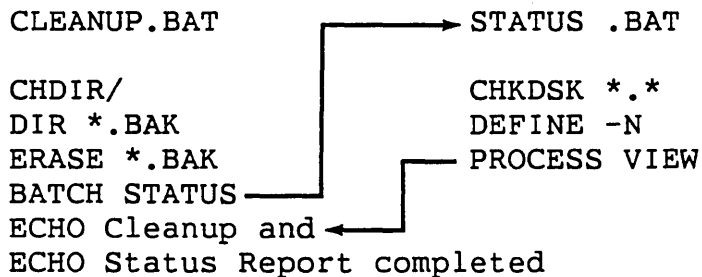 CLEANUP.BAT
CHDIR/
DIR *.BAK
ERASE *.BAK
BATCH STATUS
ECHO Cleanup and
ECHO Status Report completed
STATUS .BAT
CHKDSK *.*
DEFINE -N
PROCESS VIEW